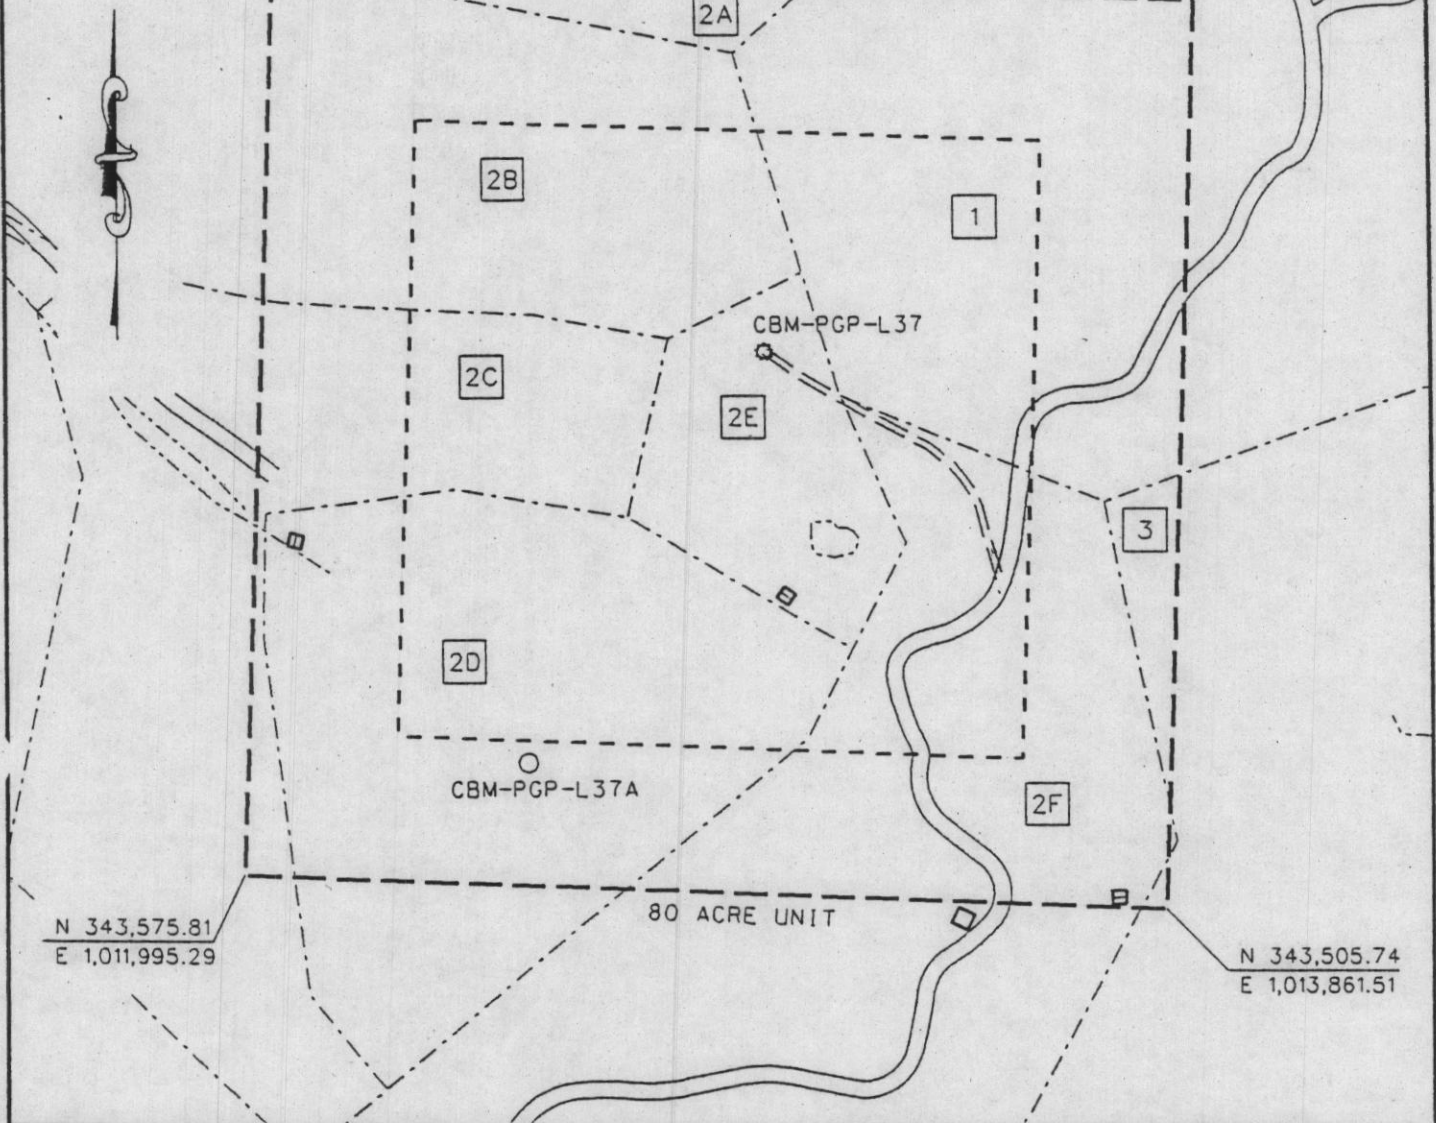 2A
2B
1
CBM-PGP-L37
2C
2E
3
2D
CBM-PGP-L37A
2F
80 ACRE UNIT
N 343,575.81
E 1,011,995.29
N 343,505.74
E 1,013,861.51